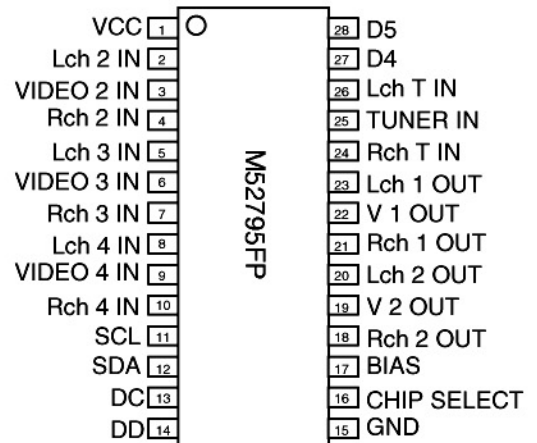 VCC 1 28 D5
Lch 2 IN 2 27 D4
VIDEO 2 IN 3 26 Lch T IN
Rch 2 IN 4 25 TUNER IN
Lch 3 IN 5 24 Rch T IN
VIDEO 3 IN 6 23 Lch 1 OUT
Rch 3 IN 7 22 V 1 OUT
Lch 4 IN 8 21 Rch 1 OUT
VIDEO 4 IN 9 20 Lch 2 OUT
Rch 4 IN 10 19 V 2 OUT
SCL 11 18 Rch 2 OUT
SDA 12 17 BIAS
DC 13 16 CHIP SELECT
DD 14 15 GND
M52795FP